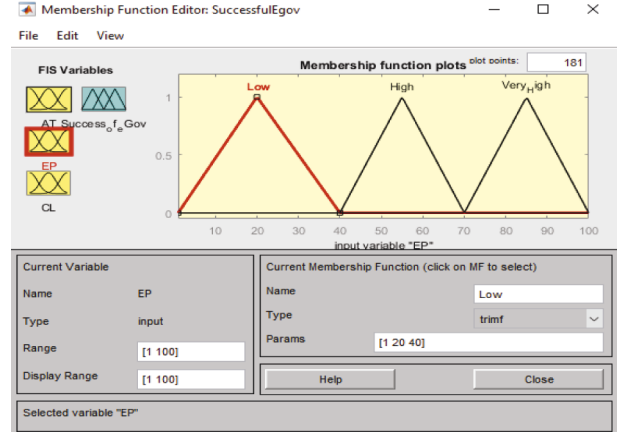 Membership Function Editor: SuccessfulEgov
File Edit View
FIS Variables
Membership function plots plot points: 181
AT Success_of_eGov
EP
CL
Low High Very_High
1
0.5
0
10 20 30 40 50 60 70 80 90 100
input variable "EP"
Current Variable
Name EP
Type input
Range [1 100]
Display Range [1 100]
Current Membership Function (click on MF to select)
Name Low
Type trimf
Params [1 20 40]
Help Close
Selected variable "EP"